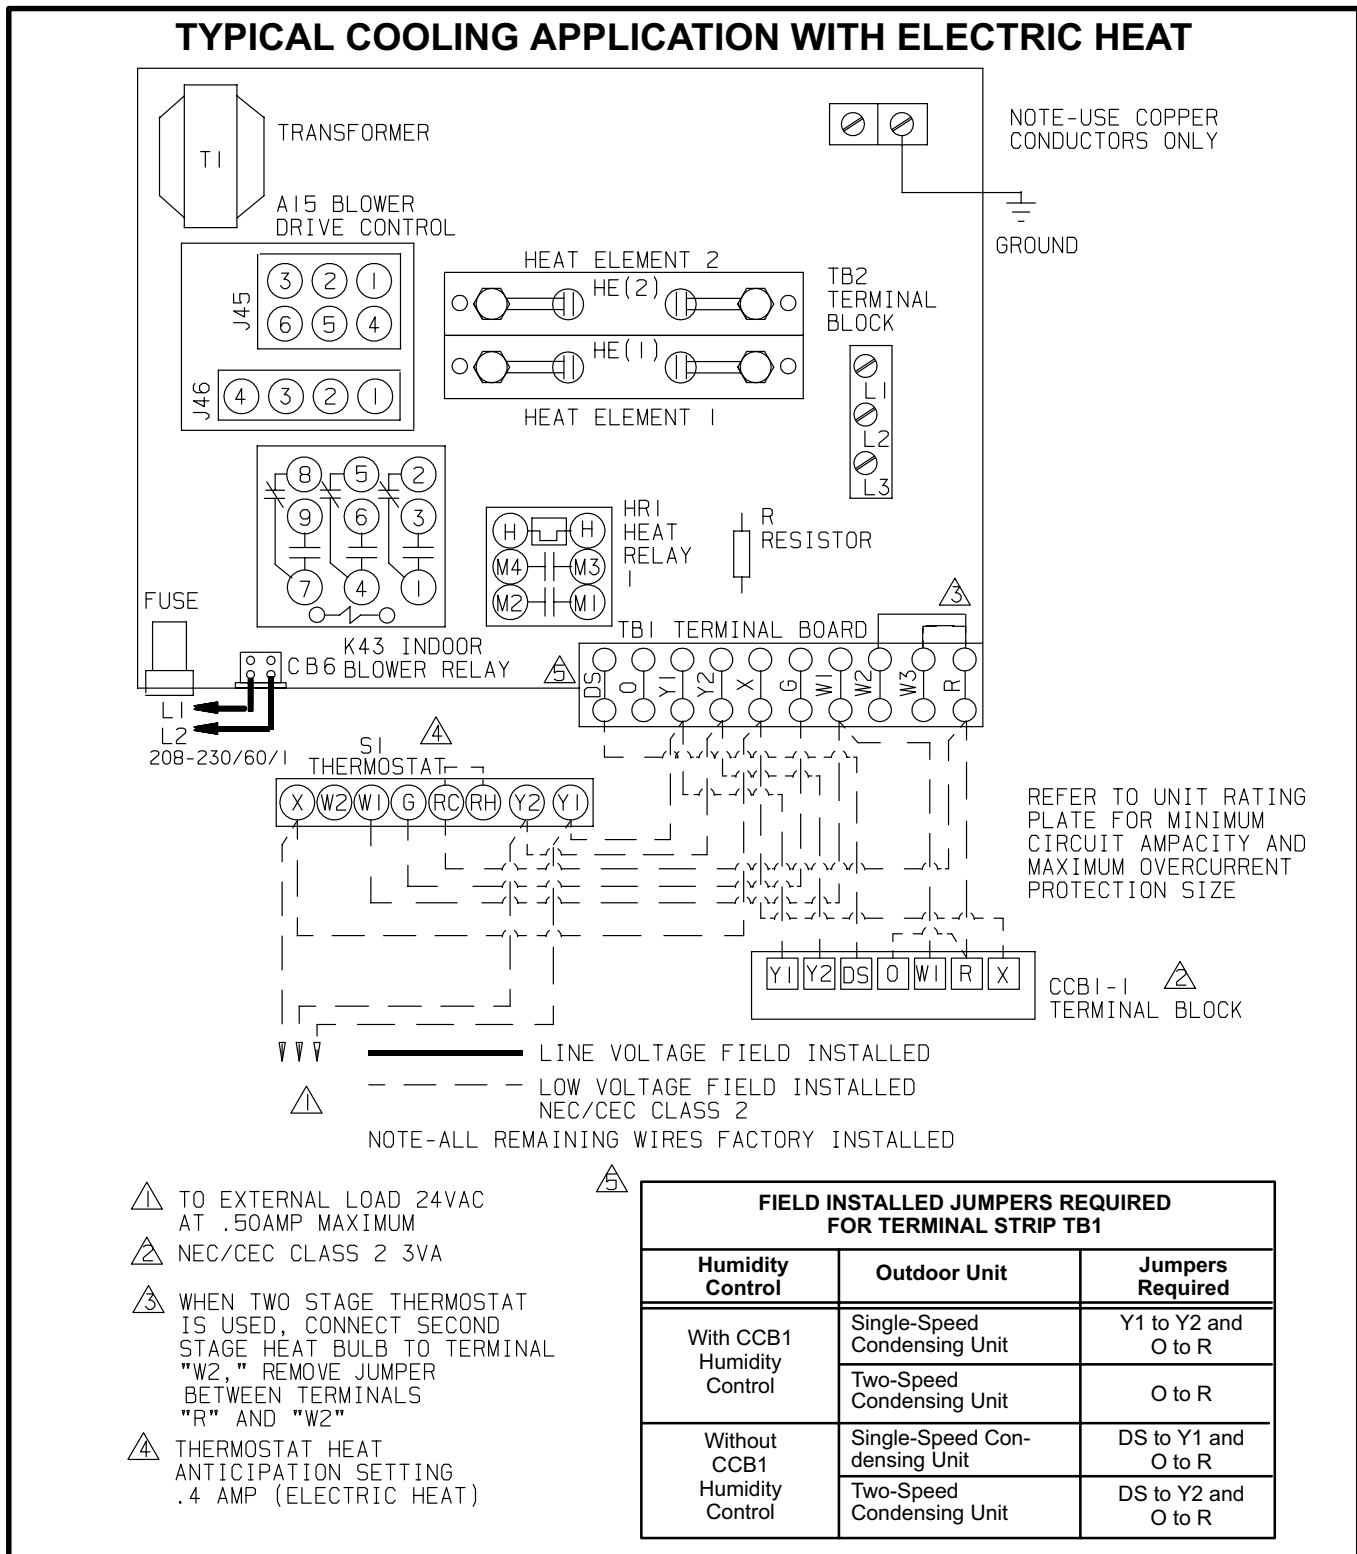 TYPICAL COOLING APPLICATION WITH ELECTRIC HEAT
T1
TRANSFORMER
NOTE-USE COPPER
CONDUCTORS ONLY
GROUND
A15 BLOWER
DRIVE CONTROL
J45
3 2 1
6 5 4
J46
4 3 2 1
HEAT ELEMENT 2
HE(2)
HE(1)
HEAT ELEMENT 1
TB2
TERMINAL
BLOCK
L1
L2
L3
8 5 2
9 6 3
7 4 1
K43 INDOOR
BLOWER RELAY
H H
M4 M3
M2 M1
HR1
HEAT
RELAY
1
R
RESISTOR
3
FUSE
CB6
L1
L2
208-230/60/1
TB1 TERMINAL BOARD
5
DS O Y1 Y2 X G W1 W2 W3 R
S1
THERMOSTAT
4
X W2 W1 G RC RH Y2 Y1
REFER TO UNIT RATING
PLATE FOR MINIMUM
CIRCUIT AMPACITY AND
MAXIMUM OVERCURRENT
PROTECTION SIZE
Y1 Y2 DS O W1 R X
CCB1-1
TERMINAL BLOCK
2
LINE VOLTAGE FIELD INSTALLED
LOW VOLTAGE FIELD INSTALLED
NEC/CEC CLASS 2
1
NOTE-ALL REMAINING WIRES FACTORY INSTALLED
1 TO EXTERNAL LOAD 24VAC
AT .50AMP MAXIMUM
2 NEC/CEC CLASS 2 3VA
3 WHEN TWO STAGE THERMOSTAT
IS USED, CONNECT SECOND
STAGE HEAT BULB TO TERMINAL
"W2," REMOVE JUMPER
BETWEEN TERMINALS
"R" AND "W2"
4 THERMOSTAT HEAT
ANTICIPATION SETTING
.4 AMP (ELECTRIC HEAT)
5
FIELD INSTALLED JUMPERS REQUIRED
FOR TERMINAL STRIP TB1
Humidity
Control
Outdoor Unit
Jumpers
Required
With CCB1
Humidity
Control
Single-Speed
Condensing Unit
Y1 to Y2 and
O to R
Two-Speed
Condensing Unit
O to R
Without
CCB1
Humidity
Control
Single-Speed Con-
densing Unit
DS to Y1 and
O to R
Two-Speed
Condensing Unit
DS to Y2 and
O to R